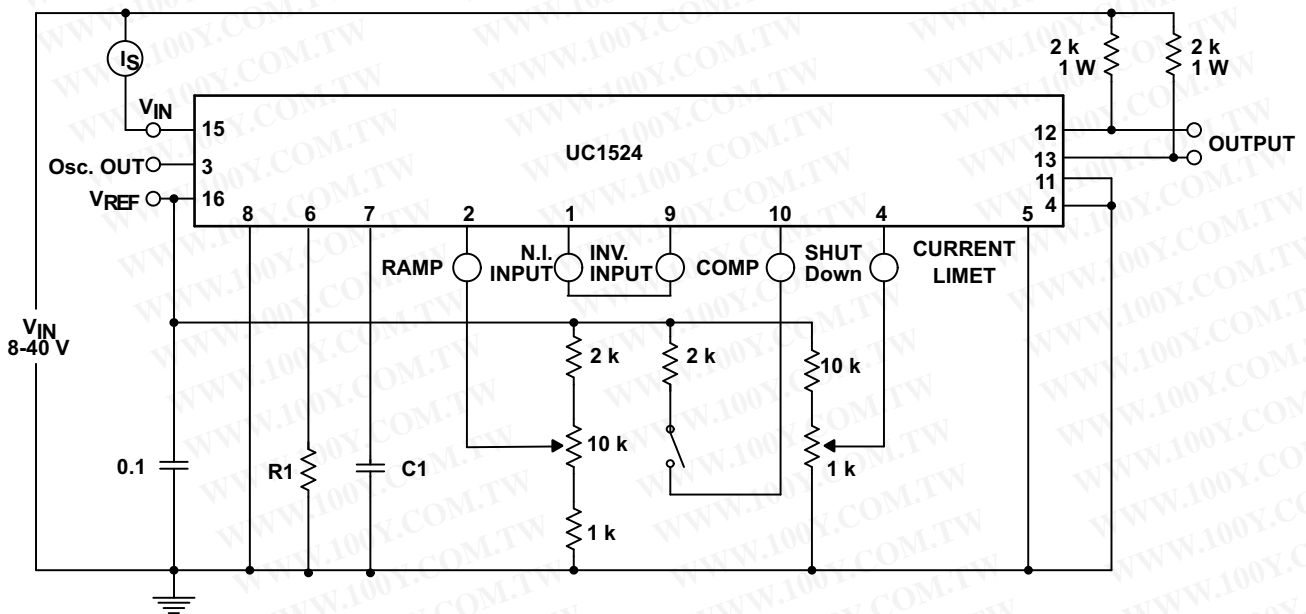 IS
VIN
15
Osc. OUT
3
VREF
16
UC1524
2 k
1 W
2 k
1 W
12
13
OUTPUT
11
4
8
6
7
2
1
9
10
4
5
RAMP
N.I.
INPUT
INV.
INPUT
COMP
SHUT
Down
CURRENT
LIMET
VIN
8-40 V
2 k
2 k
10 k
10 k
1 k
0.1
R1
C1
1 k
WWW.100Y.COM.TW